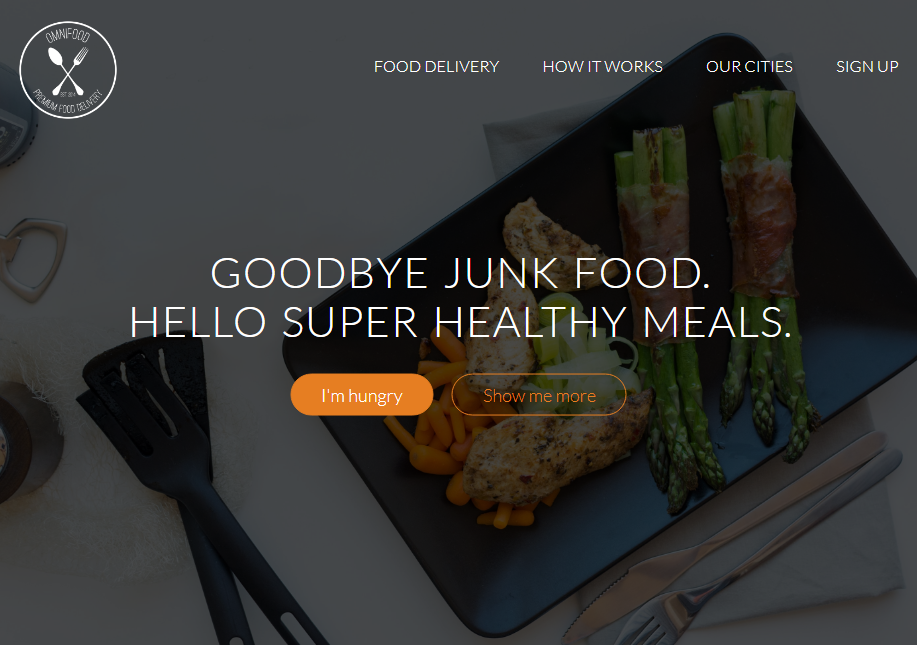 OMNIFOOD
EST 2014
PREMIUM FOOD DELIVERY
FOOD DELIVERY HOW IT WORKS OUR CITIES SIGN UP
GOODBYE JUNK FOOD.
HELLO SUPER HEALTHY MEALS.
I'm hungry Show me more